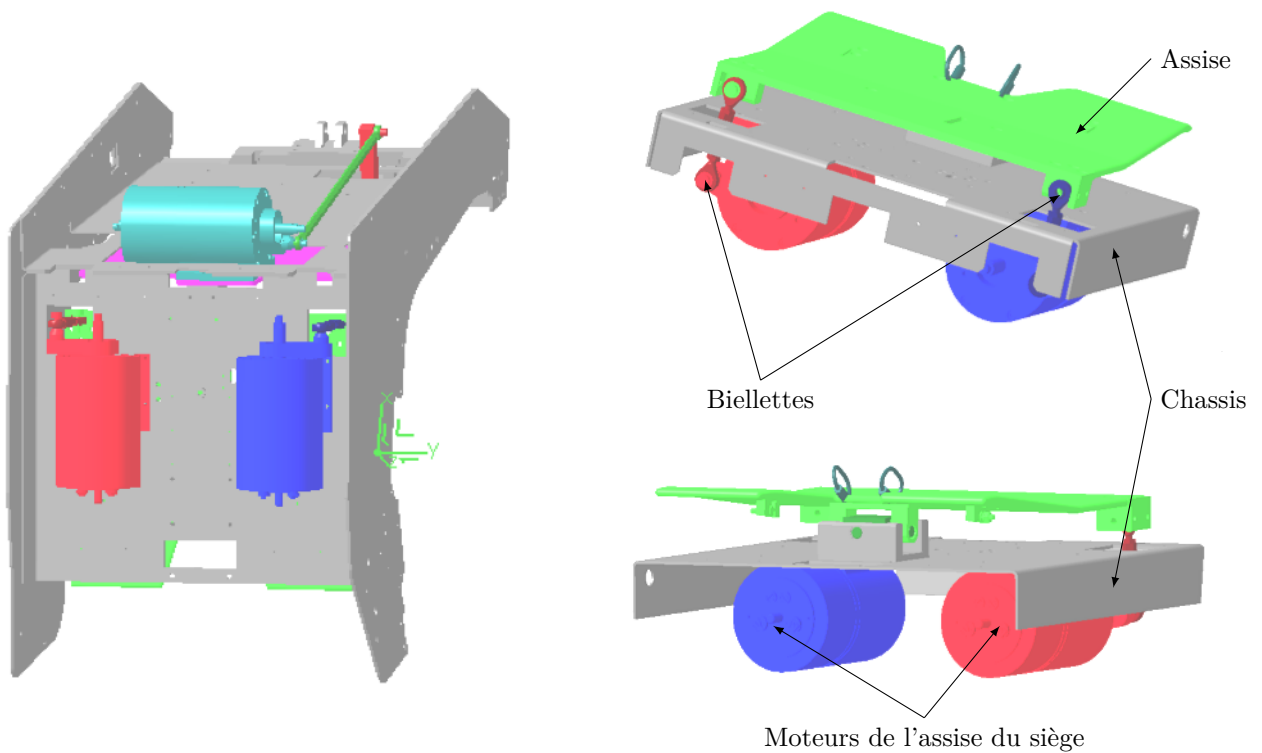 Assise
Biellettes
Chassis
x
y
z
Moteurs de l'assise du siège